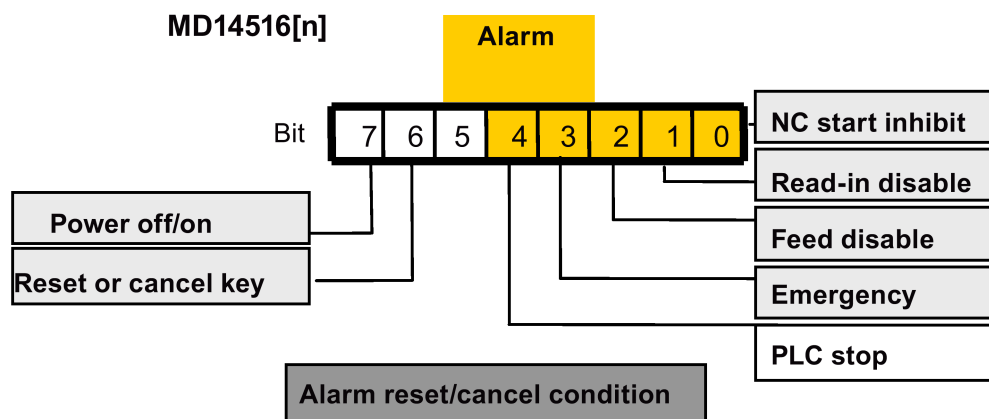 MD14516[n]
Alarm
Bit 7 6 5 4 3 2 1 0
NC start inhibit
Read-in disable
Power off/on
Feed disable
Reset or cancel key
Emergency
PLC stop
Alarm reset/cancel condition